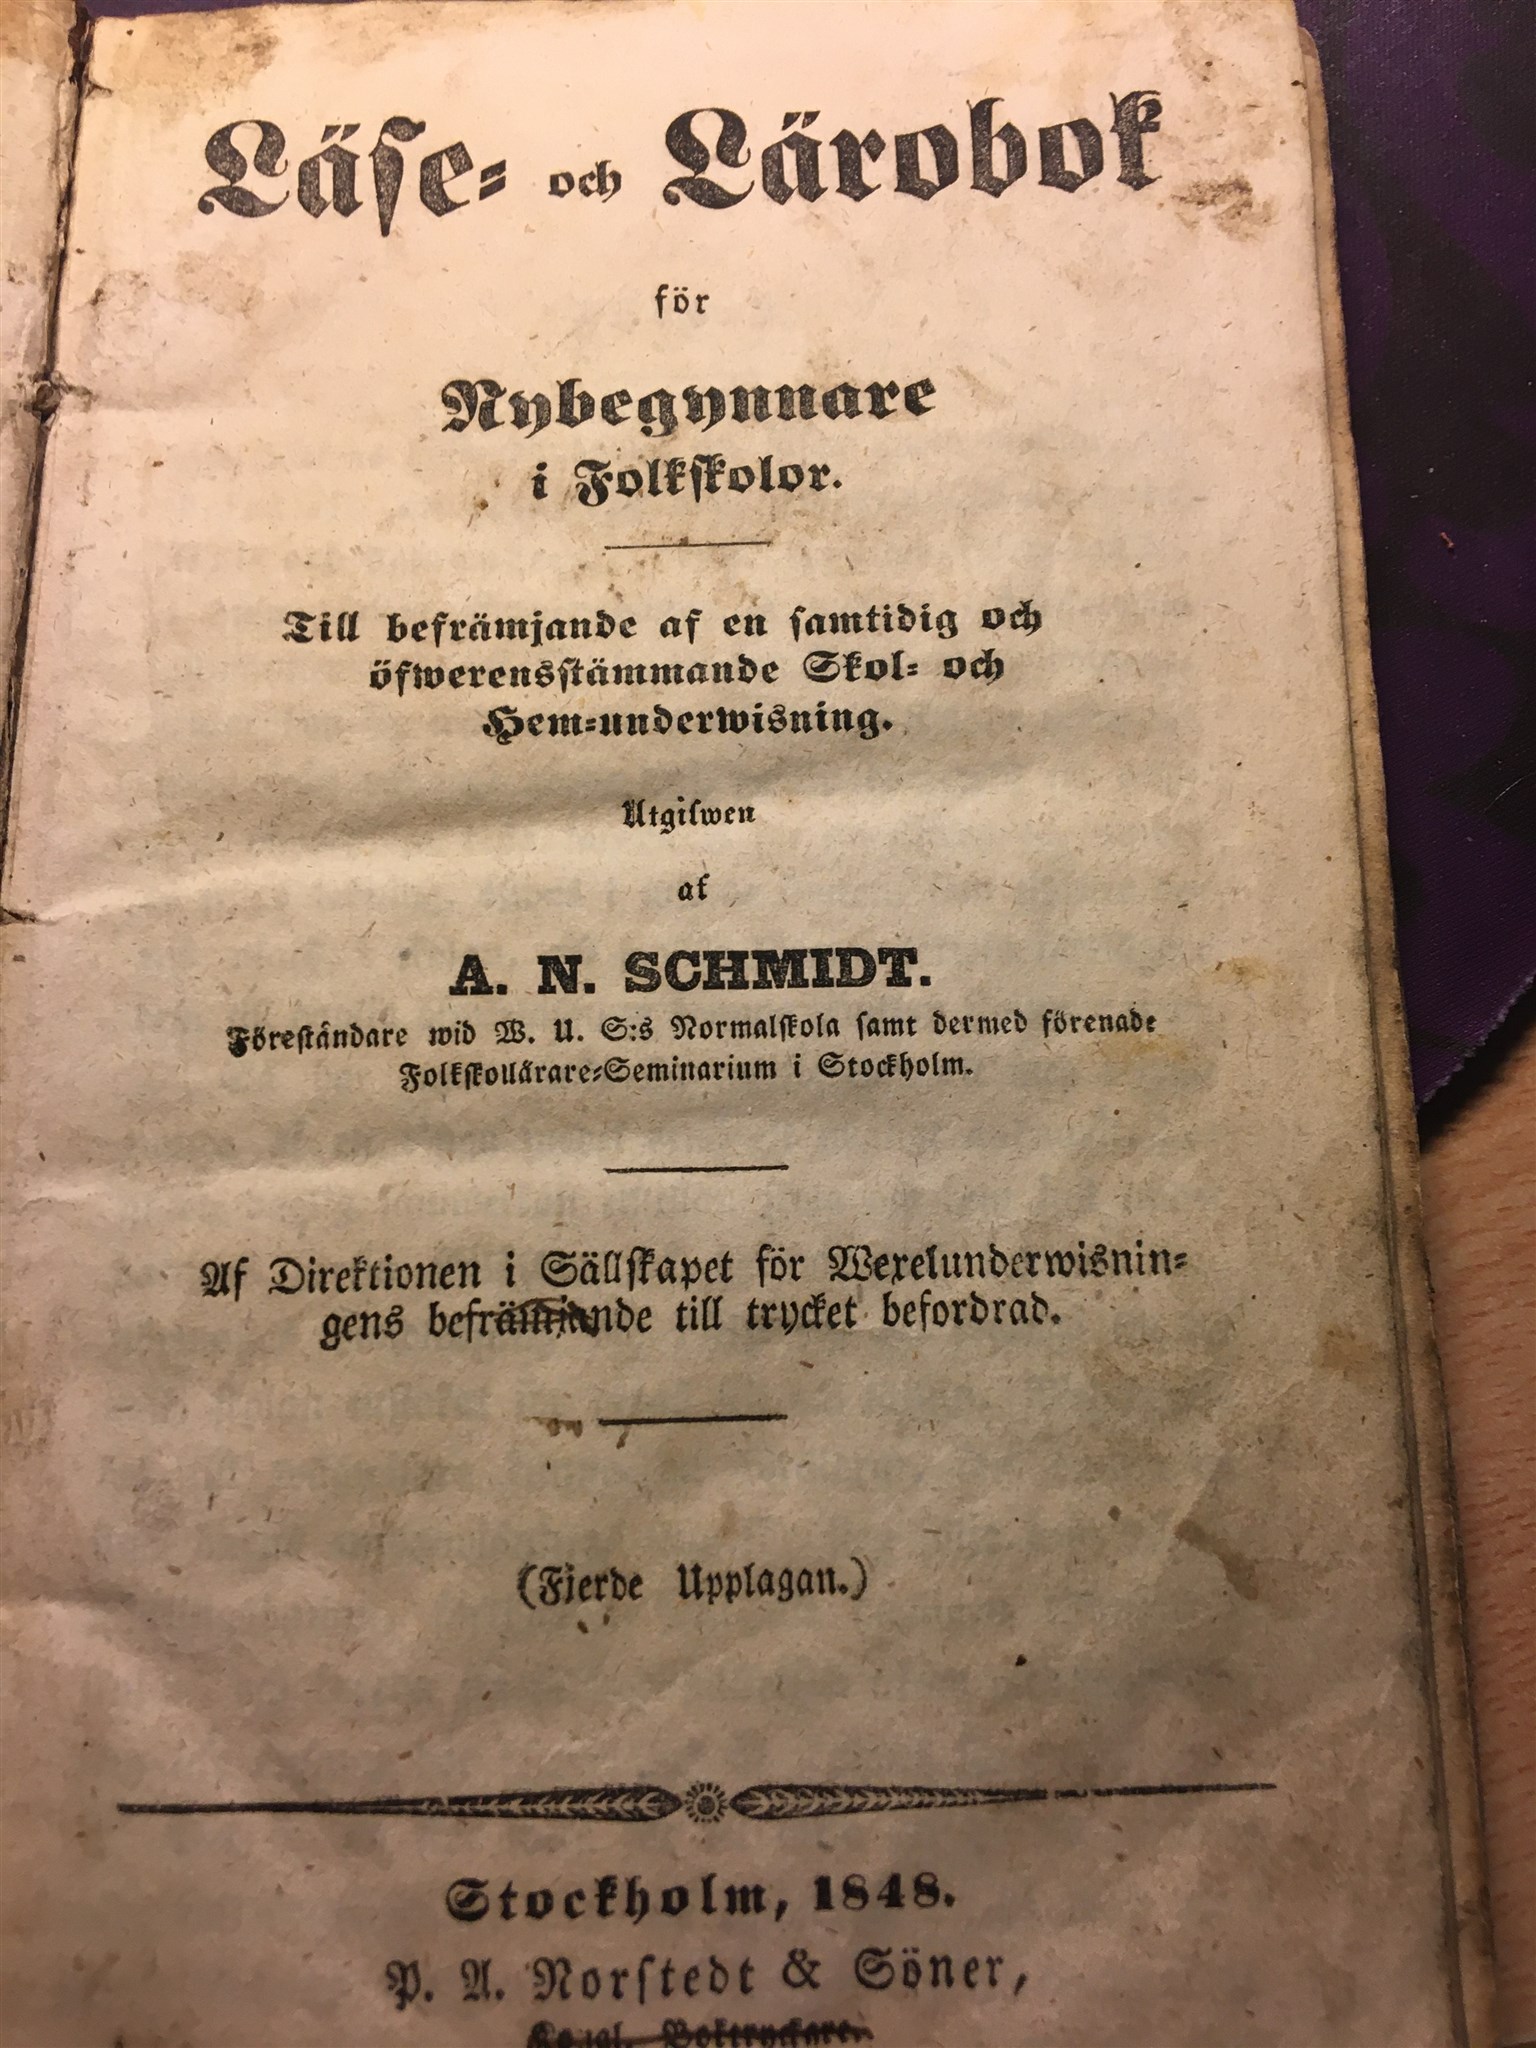 Läse- och Lärobok
för
Nybegynnare
i Folkskolor.
Till befrämjande af en samtidig och
öfwerensstämmande Skol- och
Hem-underwisning.
Utgifwen
af
A. N. SCHMIDT.
Föreståndare wid W. U. S:s Normalskola samt dermed förenade
Folkskollärare-Seminarium i Stockholm.
Af Direktionen i Sällskapet för Wexelunderwisnin-
gens befrämjande till trycket befordrad.
(Fjerde Upplagan.)
Stockholm, 1848.
P. A. Norstedt & Söner,
Kongl. Boktryckare.